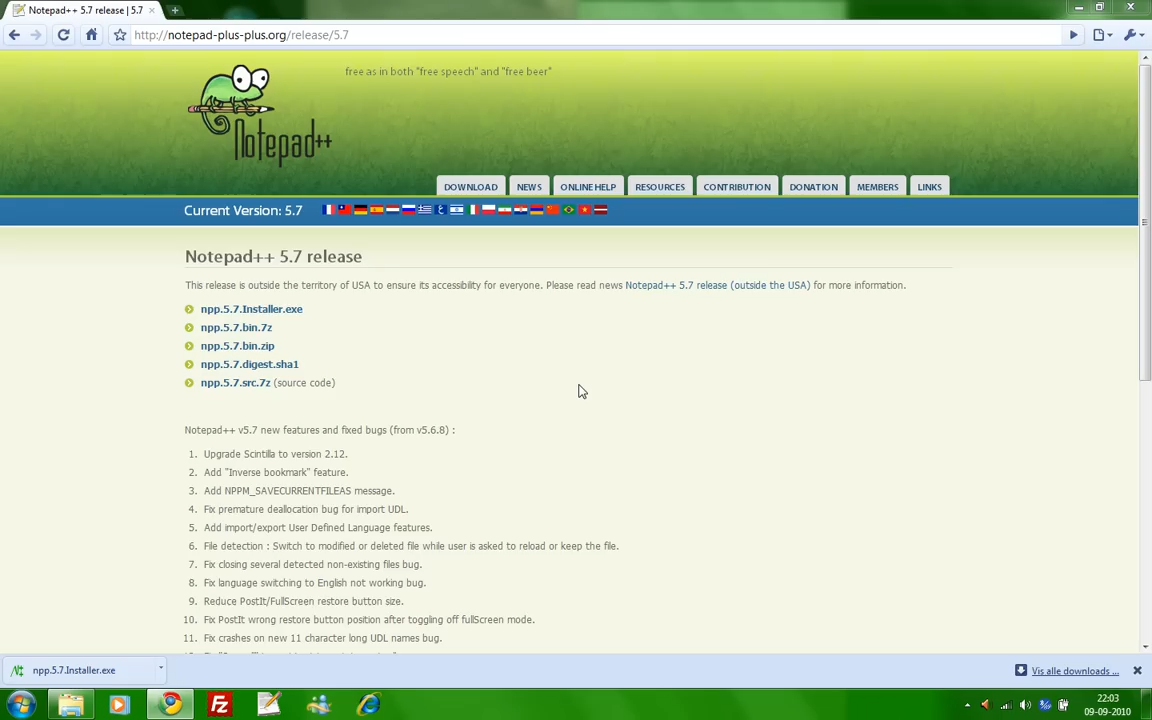 Notepad++ 5.7 release | 5.7
http://notepad-plus-plus.org/release/5.7
free as in both "free speech" and "free beer"
Notepad++
DOWNLOAD NEWS ONLINE HELP RESOURCES CONTRIBUTION DONATION MEMBERS LINKS
Current Version: 5.7
Notepad++ 5.7 release
This release is outside the territory of USA to ensure its accessibility for everyone. Please read news Notepad++ 5.7 release (outside the USA) for more information.
npp.5.7.Installer.exe
npp.5.7.bin.7z
npp.5.7.bin.zip
npp.5.7.digest.sha1
npp.5.7.src.7z (source code)
Notepad++ v5.7 new features and fixed bugs (from v5.6.8) :
1. Upgrade Scintilla to version 2.12.
2. Add "Inverse bookmark" feature.
3. Add NPPM_SAVECURRENTFILEAS message.
4. Fix premature deallocation bug for import UDL.
5. Add import/export User Defined Language features.
6. File detection : Switch to modified or deleted file while user is asked to reload or keep the file.
7. Fix closing several detected non-existing files bug.
8. Fix language switching to English not working bug.
9. Reduce PostIt/FullScreen restore button size.
10. Fix PostIt wrong restore button position after toggling off fullScreen mode.
11. Fix crashes on new 11 character long UDL names bug.
npp.5.7.Installer.exe
Vis alle downloads ...
22:03
09-09-2010